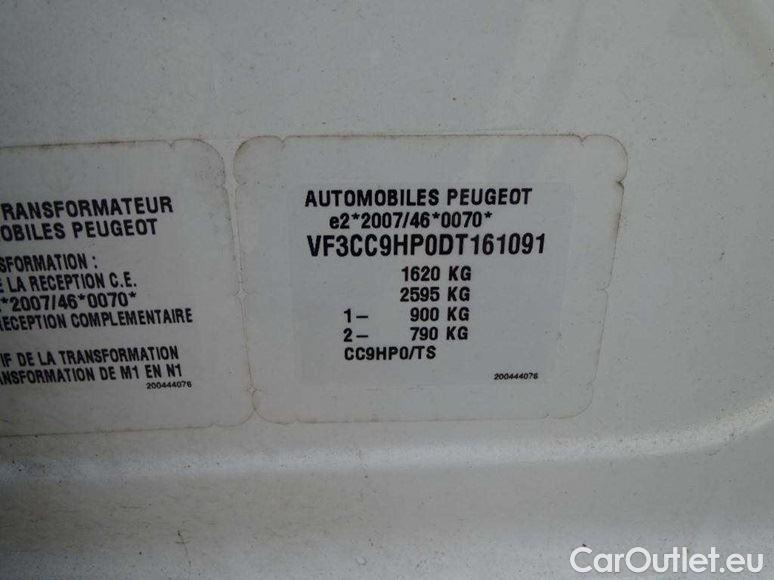 RANSFORMATEUR
OBILES PEUGEOT
SFORMATION :
LA RECEPTION C.E.
*2007/46*0070*
RECEPTION COMPLEMENTAIRE
IF DE LA TRANSFORMATION
NSFORMATION DE M1 EN N1
200444076
AUTOMOBILES PEUGEOT
e2*2007/46*0070*
VF3CC9HP0DT161091
1620 KG
2595 KG
1- 900 KG
2- 790 KG
CC9HP0/TS
200444076
CarOutlet.eu